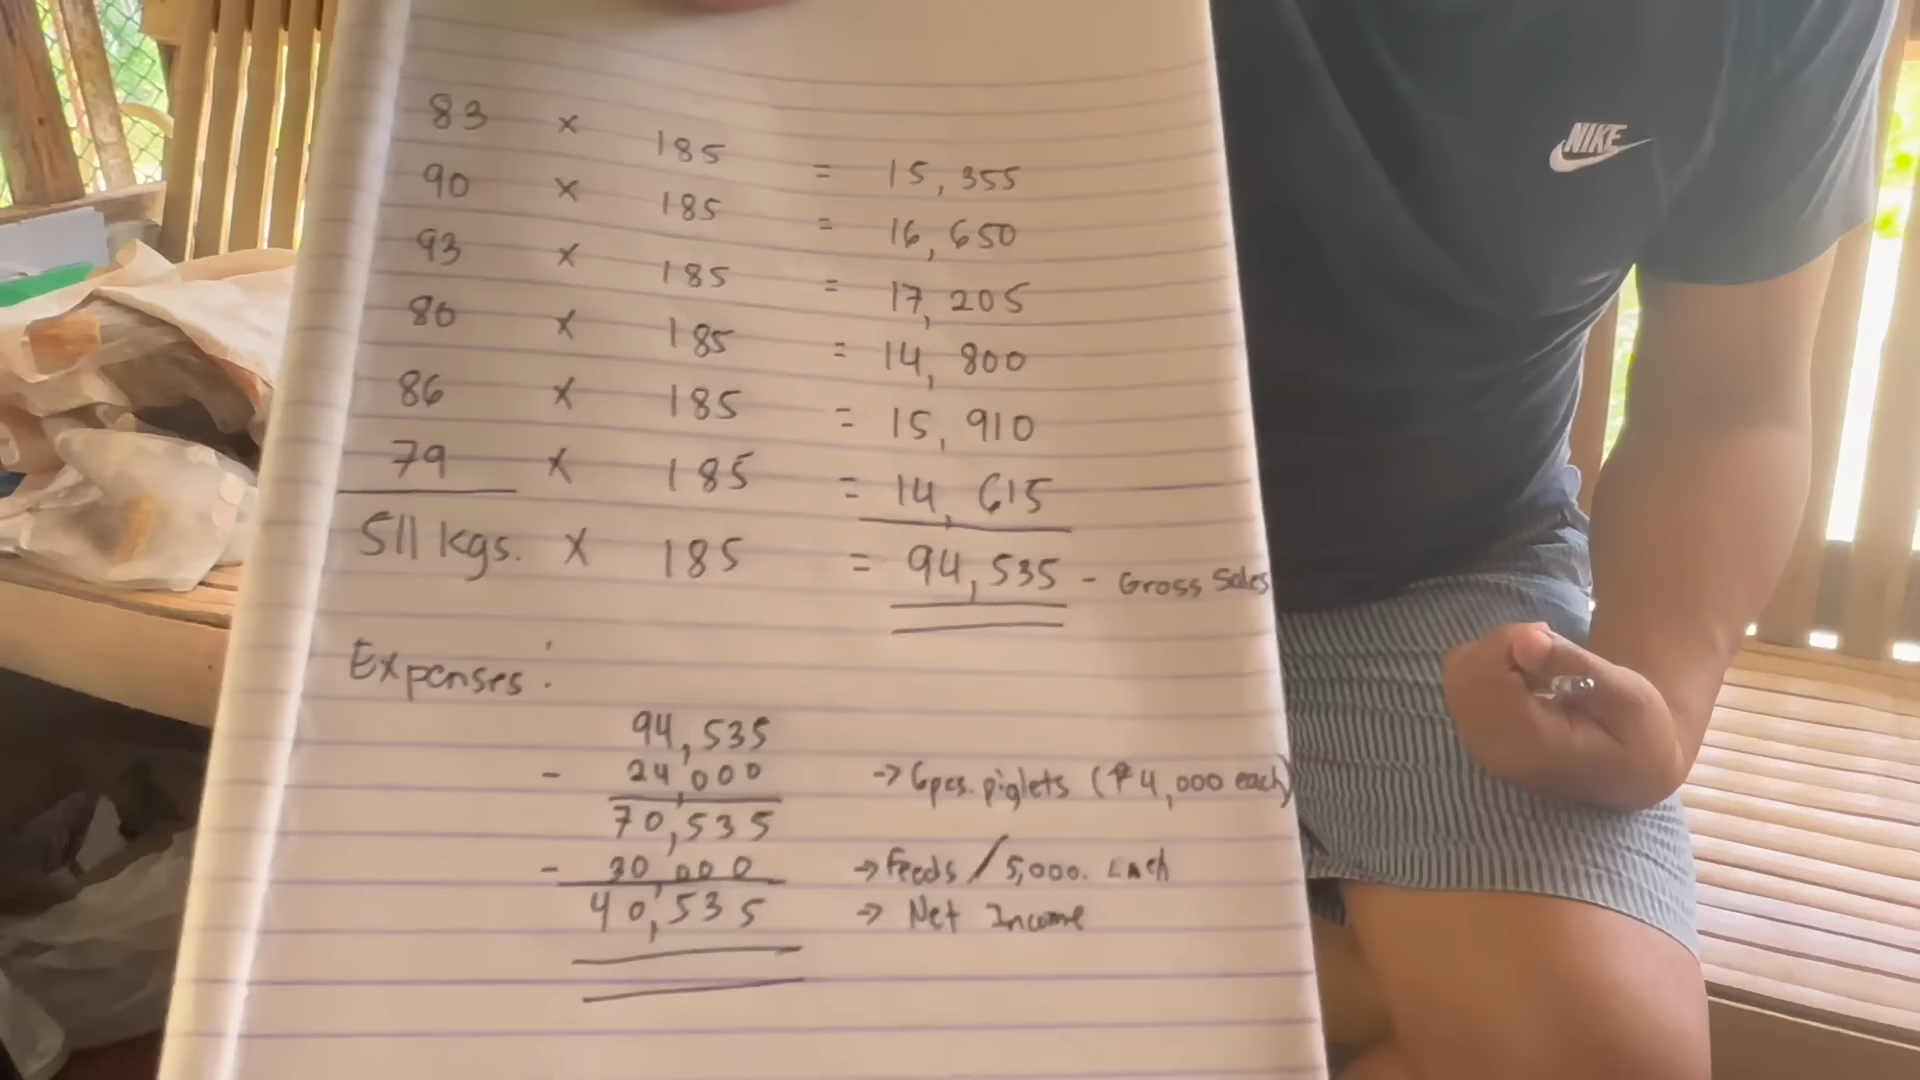 83 x 185 = 15,355
90 x 185 = 16,650
93 x 185 = 17,205
80 x 185 = 14,800
86 x 185 = 15,910
79 x 185 = 14,615
511 kgs. x 185 = 94,535 - Gross Sales
Expenses:
94,535
- 24,000 -> 6pcs. piglets (₱4,000 each)
70,535
- 30,000 -> Feeds / 5,000. Each
40,535 -> Net Income
NIKE